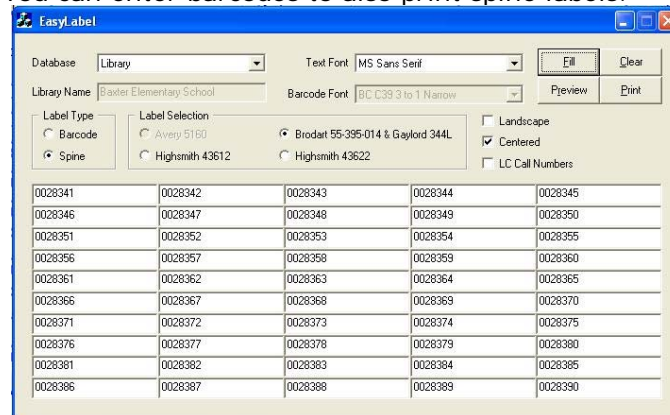 You can enter barcodes to also print spine labels.
EasyLabel
Database Library Text Font MS Sans Serif Fill Clear
Library Name Baxter Elementary School Barcode Font BC C39 3 to 1 Narrow Preview Print
Label Type Label Selection Landscape
Barcode Avery 5160 Brodart 55-395-014 & Gaylord 344L Centered
Spine Highsmith 43612 Highsmith 43622 LC Call Numbers
0028341 0028342 0028343 0028344 0028345
0028346 0028347 0028348 0028349 0028350
0028351 0028352 0028353 0028354 0028355
0028356 0028357 0028358 0028359 0028360
0028361 0028362 0028363 0028364 0028365
0028366 0028367 0028368 0028369 0028370
0028371 0028372 0028373 0028374 0028375
0028376 0028377 0028378 0028379 0028380
0028381 0028382 0028383 0028384 0028385
0028386 0028387 0028388 0028389 0028390